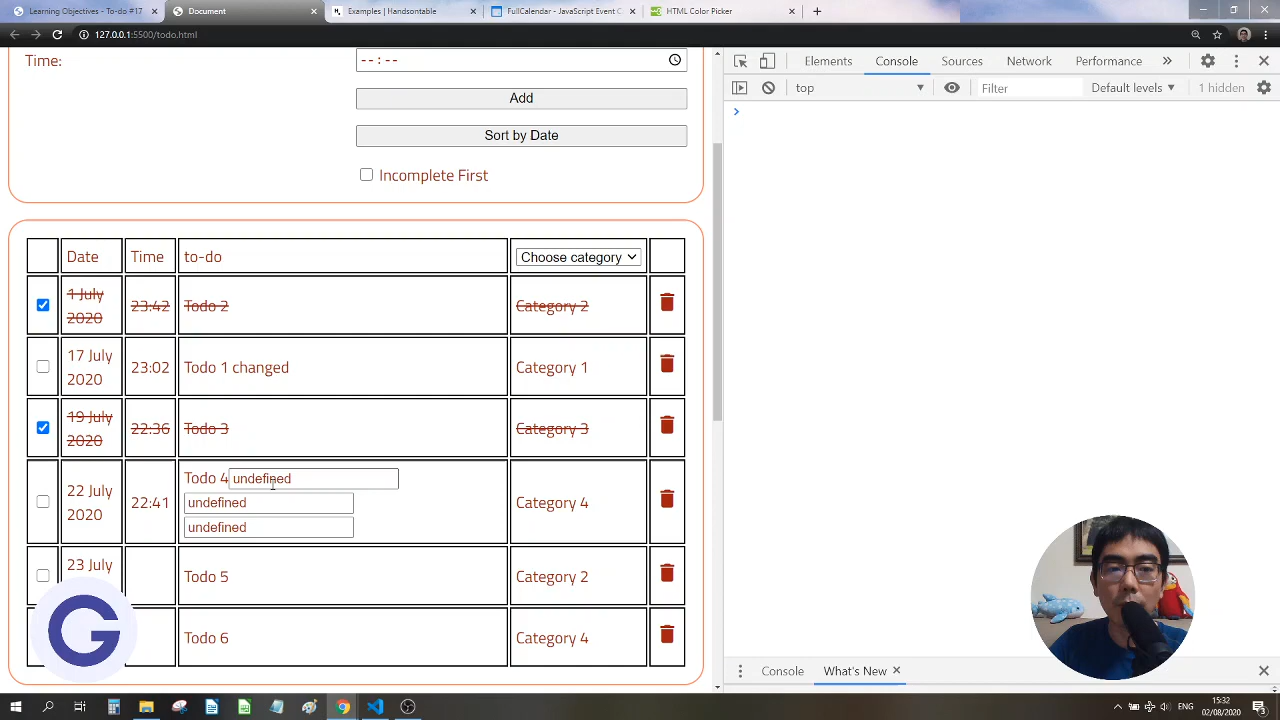 Learning Objectives - To-do #17
Document
Examples | Handsontable
FullCalendar - JavaScript Event C
HTML Color Picker
127.0.0.1:5500/todo.html
Time:
--:--
Add
Sort by Date
Incomplete First
Date Time to-do Choose category
1 July 2020 23:42 Todo 2 Category 2
17 July 2020 23:02 Todo 1 changed Category 1
19 July 2020 22:36 Todo 3 Category 3
22 July 2020 22:41 Todo 4 undefined Category 4
undefined
undefined
23 July Todo 5 Category 2
Todo 6 Category 4
G
Elements Console Sources Network Performance »
top Filter Default levels 1 hidden
Console What's New
ENG
15:32
02/08/2020
3